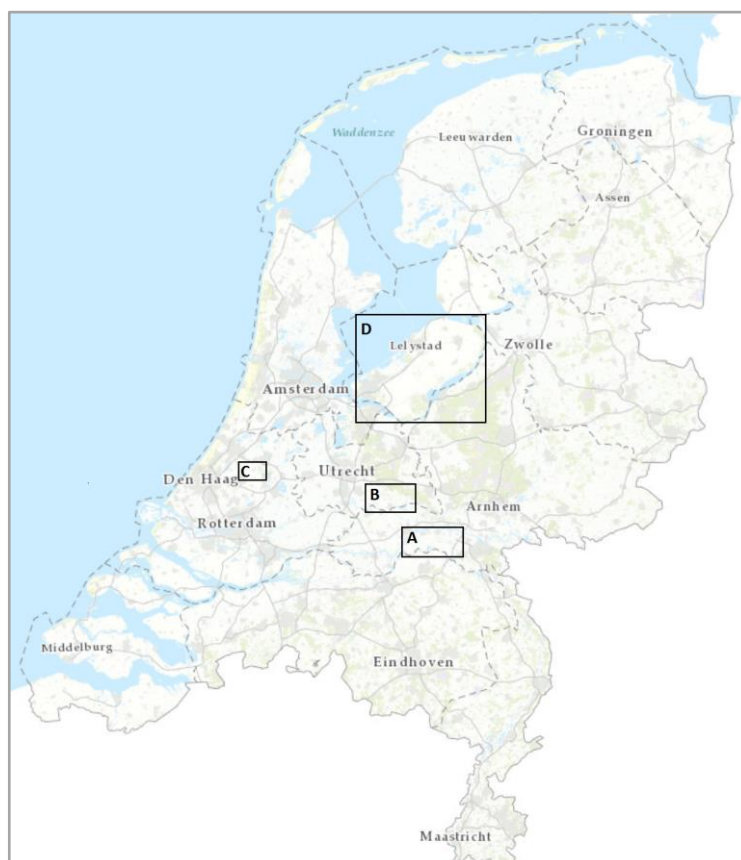 Waddenzee
Leeuwarden
Groningen
Assen
D
Lelystad
Zwolle
Amsterdam
C
Den Haag
Utrecht
B
Arnhem
Rotterdam
A
Middelburg
Eindhoven
Maastricht